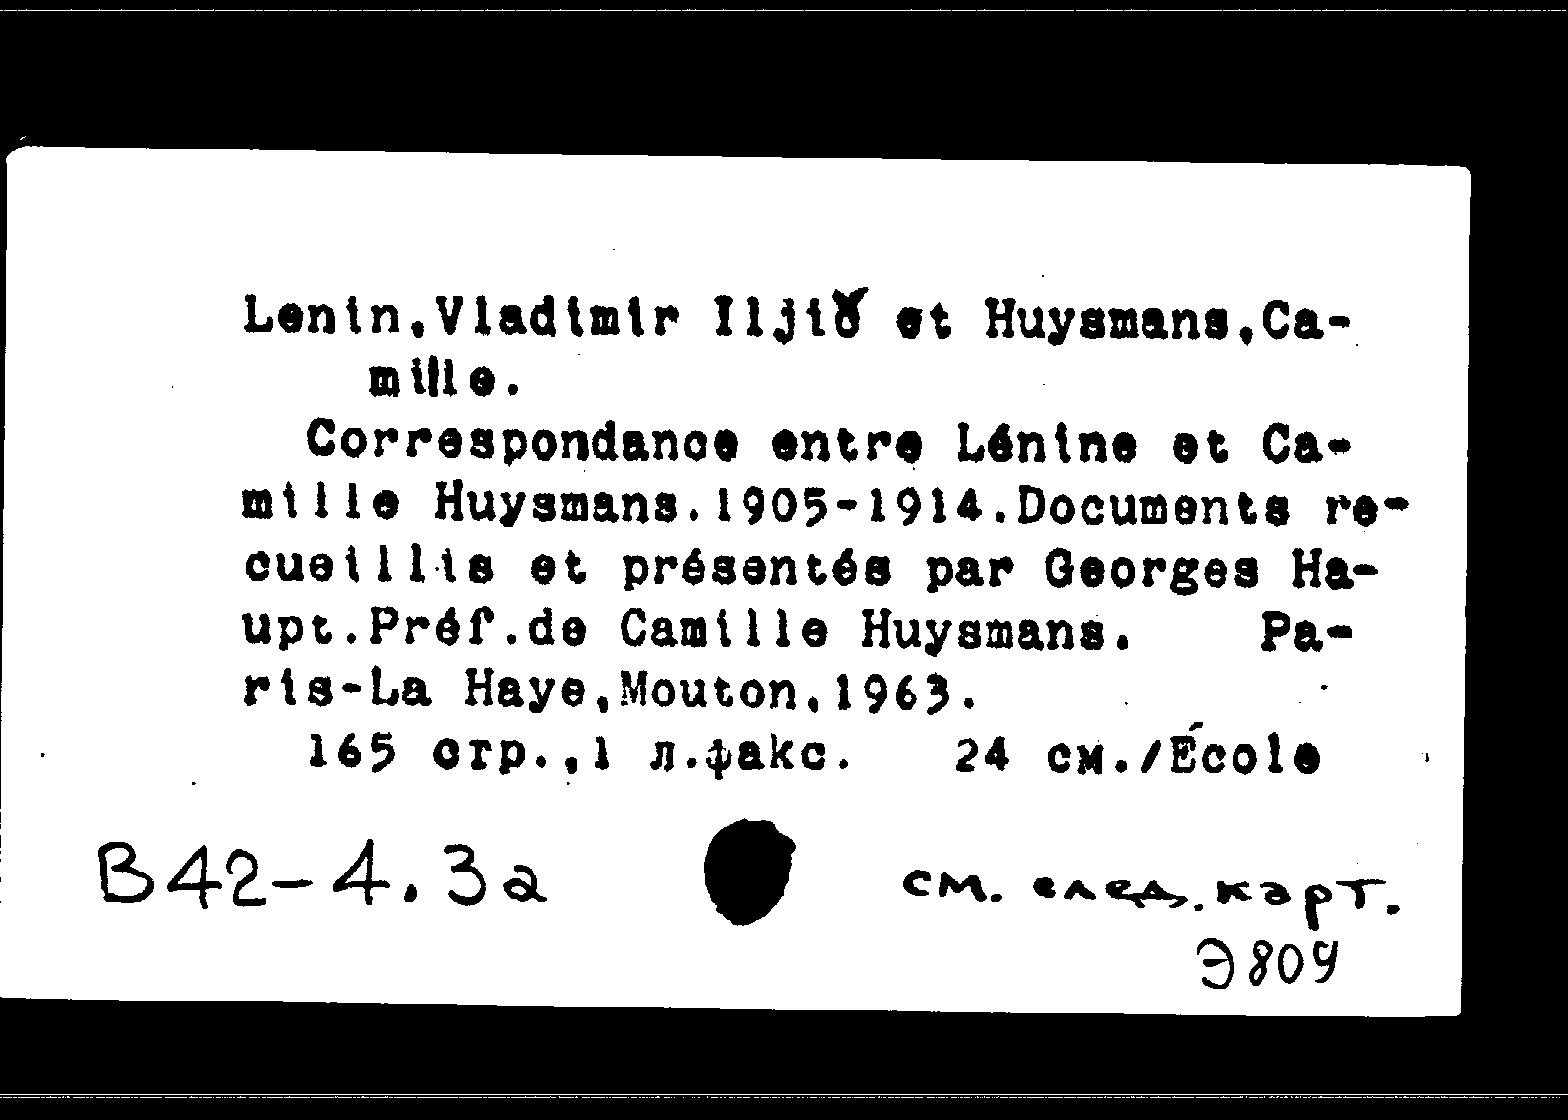 Lenin,Vladimir Iljič et Huysmans,Ca-
mille.
Correspondance entre Lénine et Ca-
mille Huysmans.1905-1914.Documents re-
cueillis et présentés par Georges Ha-
upt.Préf.de Camille Huysmans. Pa-
ris-La Haye,Mouton,1963.
165 стр.,1 л.факс. 24 см./École
В42-4.3а
см. след. карт.
Э809